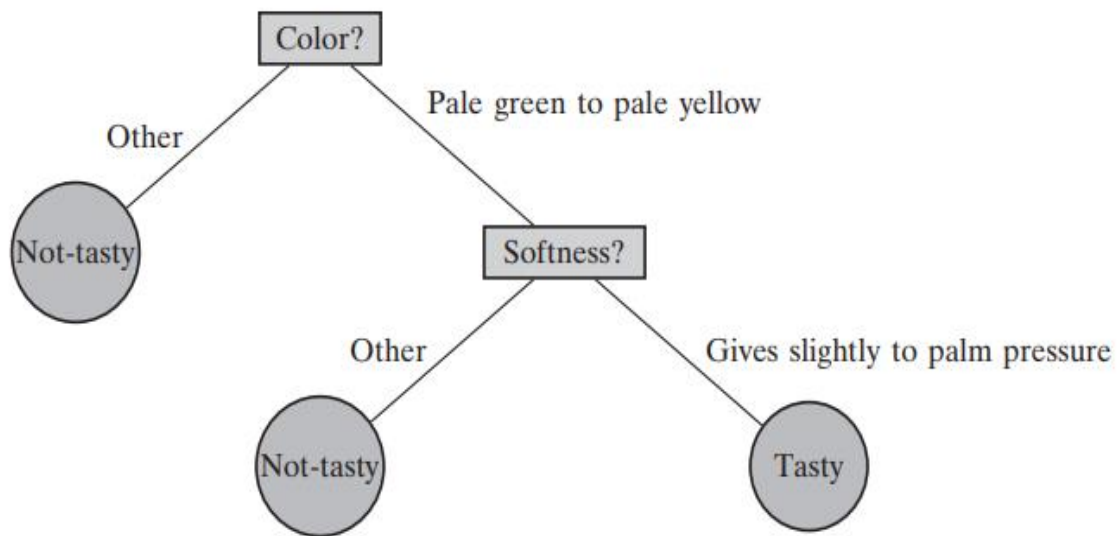 Color?
Pale green to pale yellow
Other
Not-tasty
Softness?
Other
Gives slightly to palm pressure
Not-tasty
Tasty